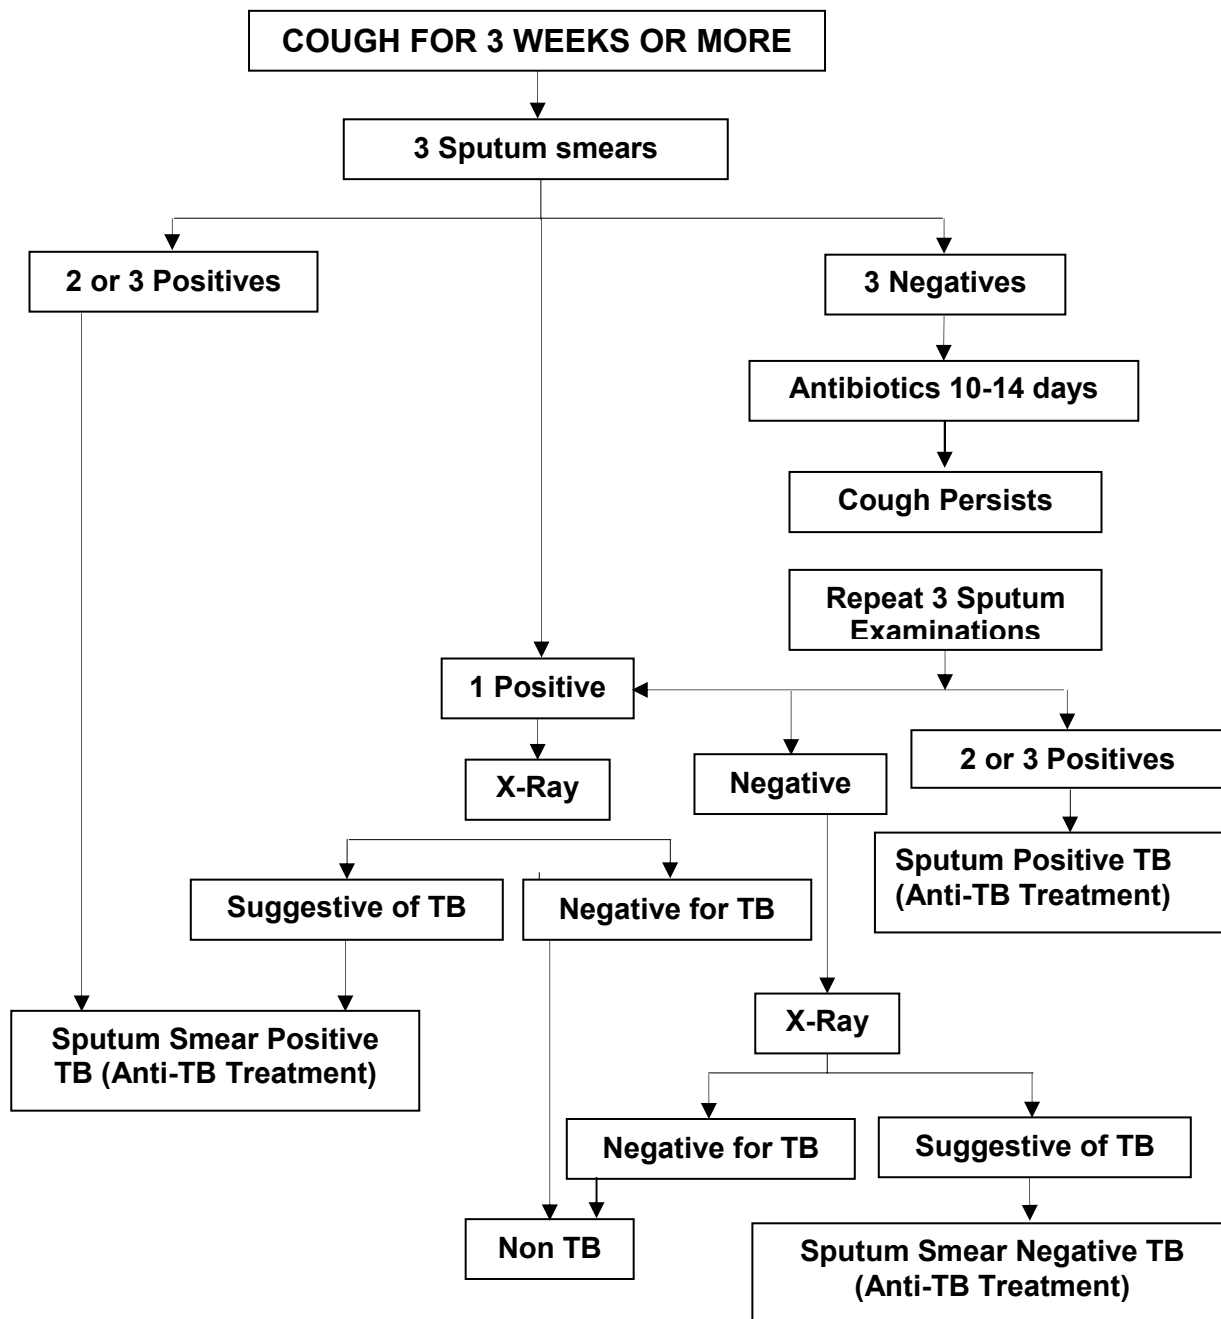 COUGH FOR 3 WEEKS OR MORE
3 Sputum smears
2 or 3 Positives
3 Negatives
Antibiotics 10-14 days
Cough Persists
Repeat 3 Sputum
Examinations
1 Positive
X-Ray
Negative
2 or 3 Positives
Sputum Positive TB
(Anti-TB Treatment)
Suggestive of TB
Negative for TB
X-Ray
Sputum Smear Positive
TB (Anti-TB Treatment)
Negative for TB
Suggestive of TB
Non TB
Sputum Smear Negative TB
(Anti-TB Treatment)